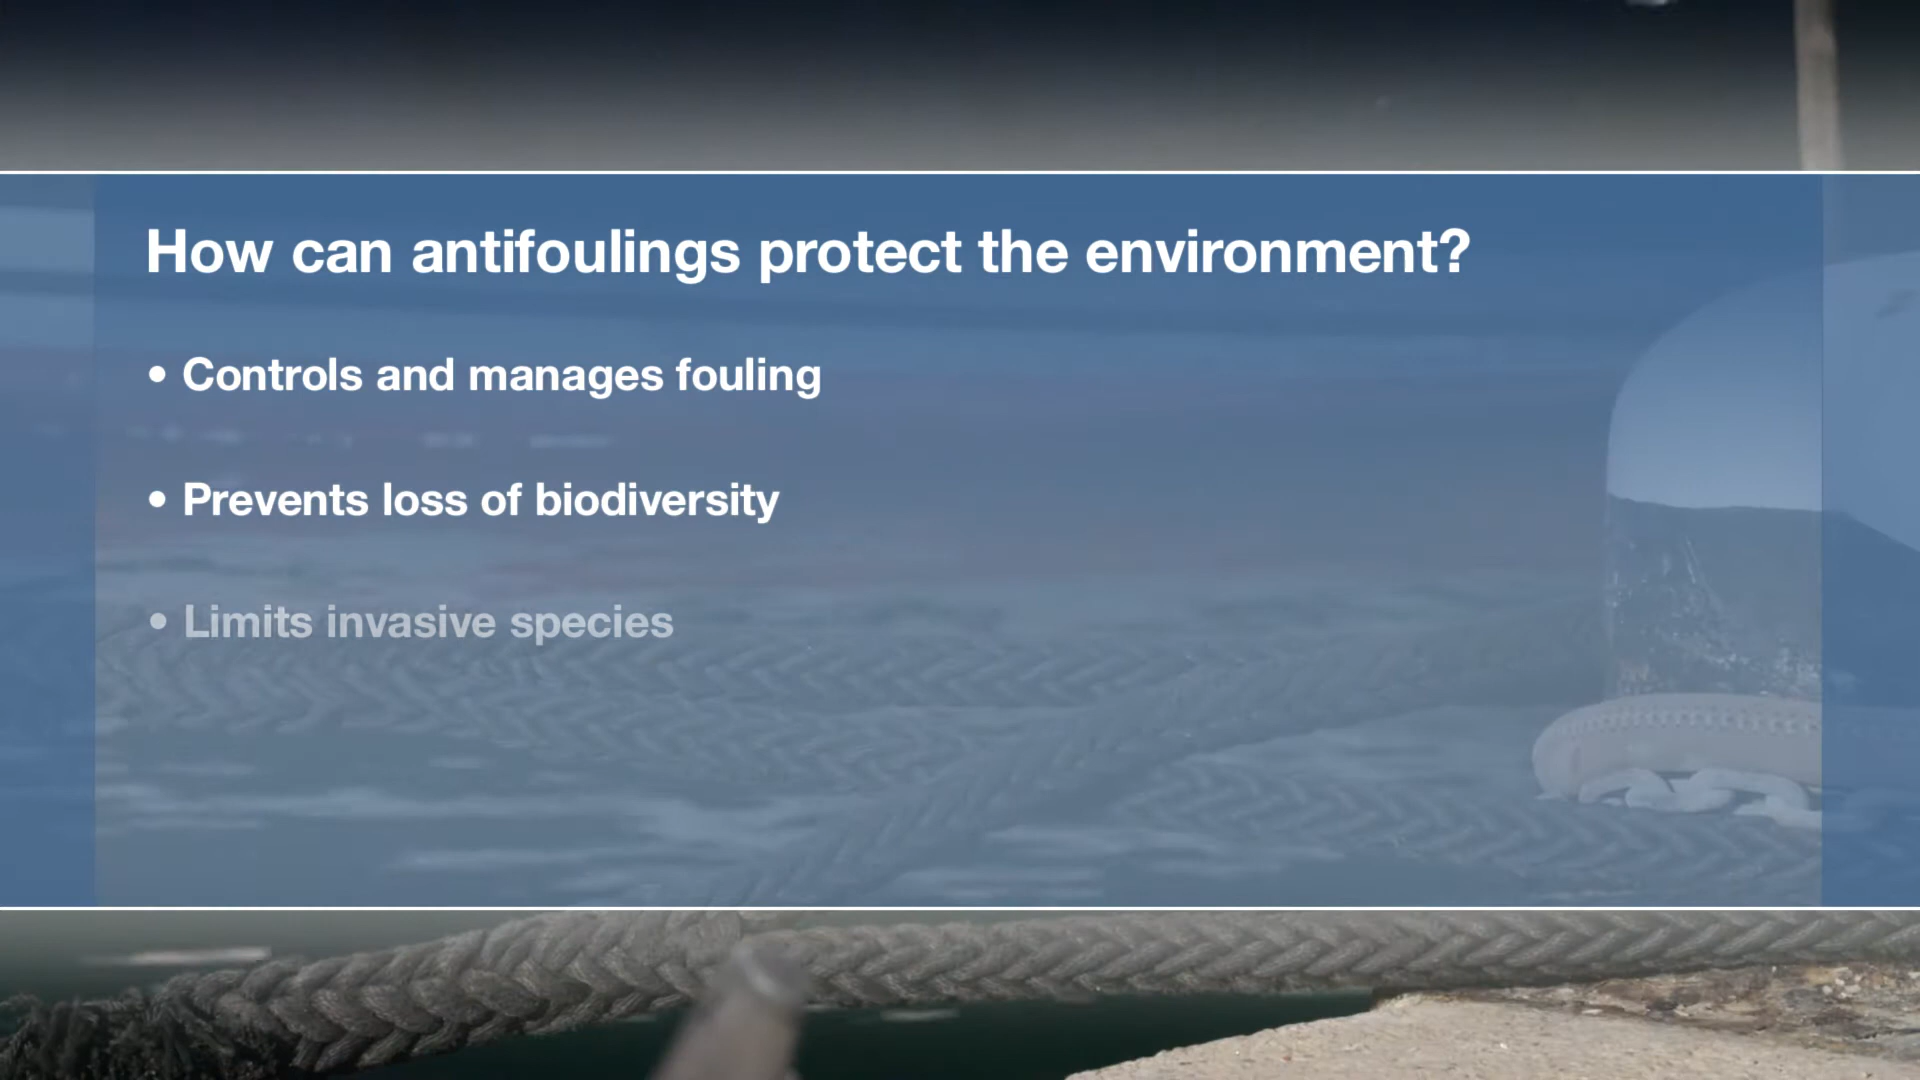 How can antifoulings protect the environment?
• Controls and manages fouling
• Prevents loss of biodiversity
• Limits invasive species